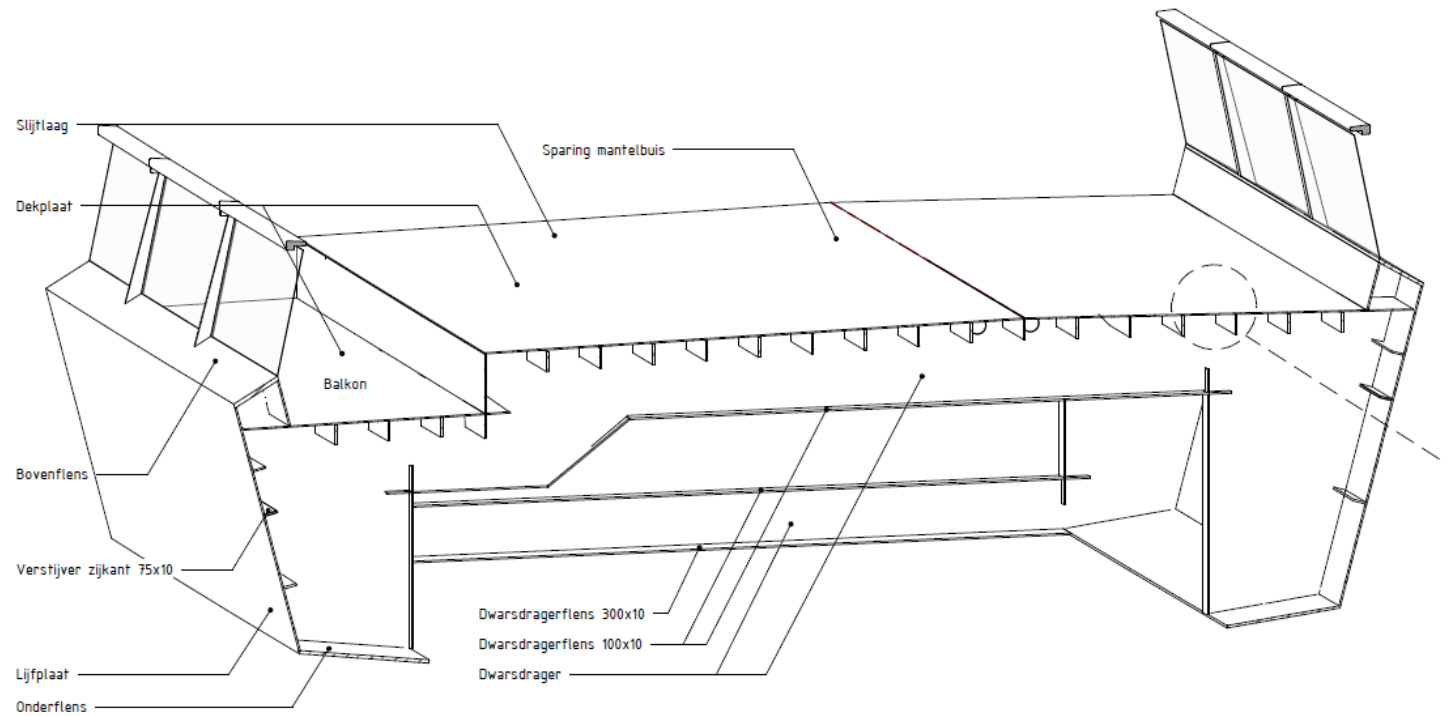 Slijtlaag
Sparing mantelbuis
Dekplaat
Balkon
Bovenflens
Verstijver zijkant 75x10
Dwarsdragerflens 300x10
Dwarsdragerflens 100x10
Lijfplaat
Dwarsdrager
Onderflens